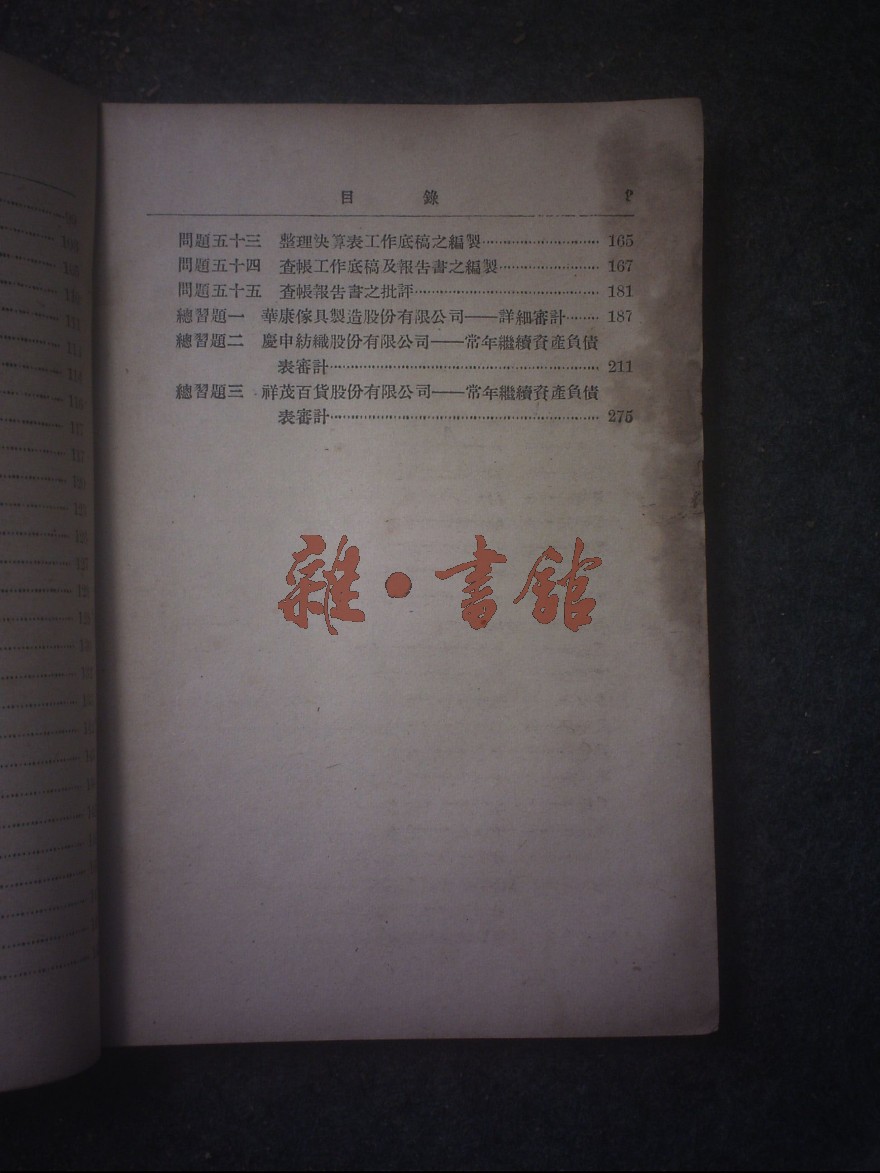 目 錄 9
問題五十三 整理決算表工作底稿之編製………………………… 165
問題五十四 查帳工作底稿及報告書之編製……………………… 167
問題五十五 查帳報告書之批評…………………………………… 181
總習題一 華康傢具製造股份有限公司——詳細審計……… 187
總習題二 慶申紡織股份有限公司——常年繼續資產負債
表審計……………………………………………………… 211
總習題三 祥茂百貨股份有限公司——常年繼續資產負債
表審計……………………………………………………… 275
雜·書館